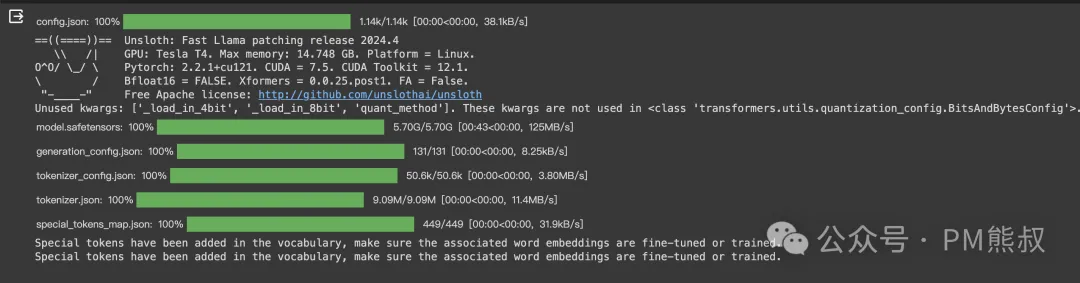 config.json: 100% 1.14k/1.14k [00:00<00:00, 38.1kB/s]
==((====))== Unsloth: Fast Llama patching release 2024.4
\\ /| GPU: Tesla T4. Max memory: 14.748 GB. Platform = Linux.
O^O/ \_/ \ Pytorch: 2.2.1+cu121. CUDA = 7.5. CUDA Toolkit = 12.1.
\ / Bfloat16 = FALSE. Xformers = 0.0.25.post1. FA = False.
"-____-" Free Apache license: http://github.com/unslothai/unsloth
Unused kwargs: ['_load_in_4bit', '_load_in_8bit', 'quant_method']. These kwargs are not used in <class 'transformers.utils.quantization_config.BitsAndBytesConfig'>.
model.safetensors: 100% 5.70G/5.70G [00:43<00:00, 125MB/s]
generation_config.json: 100% 131/131 [00:00<00:00, 8.25kB/s]
tokenizer_config.json: 100% 50.6k/50.6k [00:00<00:00, 3.80MB/s]
tokenizer.json: 100% 9.09M/9.09M [00:00<00:00, 11.4MB/s]
special_tokens_map.json: 100% 449/449 [00:00<00:00, 31.9kB/s]
Special tokens have been added in the vocabulary, make sure the associated word embeddings are fine-tuned or trained.
Special tokens have been added in the vocabulary, make sure the associated word embeddings are fine-tuned or trained.
公众号 · PM熊叔